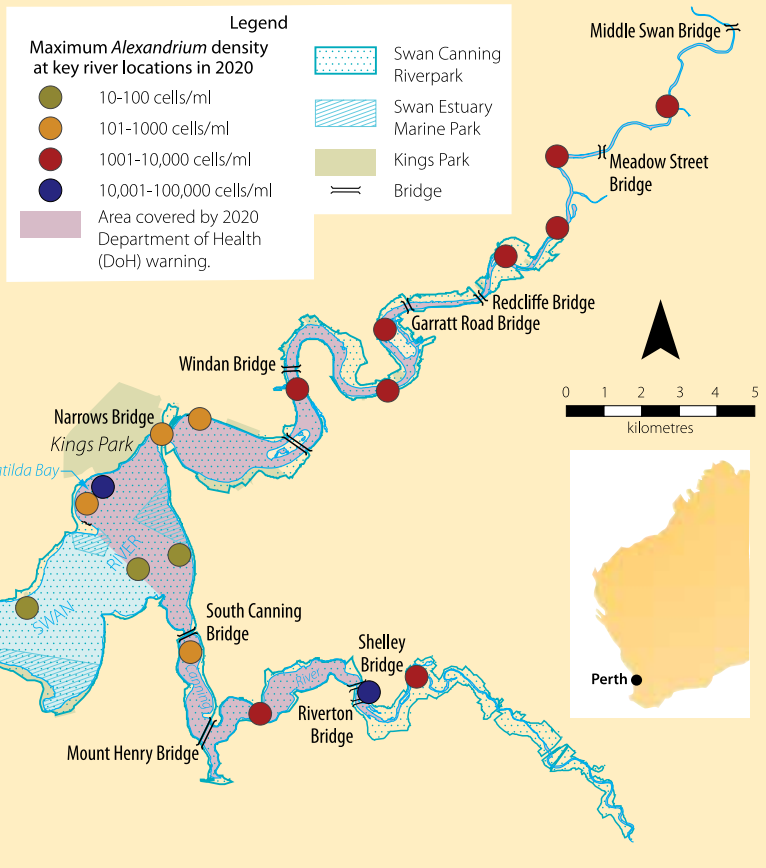 Legend
Maximum Alexandrium density
at key river locations in 2020
10-100 cells/ml
101-1000 cells/ml
1001-10,000 cells/ml
10,001-100,000 cells/ml
Area covered by 2020
Department of Health
(DoH) warning.
Swan Canning
Riverpark
Swan Estuary
Marine Park
Kings Park
Bridge
Middle Swan Bridge
Meadow Street
Bridge
Redcliffe Bridge
Garratt Road Bridge
Windan Bridge
Narrows Bridge
Kings Park
atilda Bay
RIVER
SWAN
South Canning
Bridge
Shelley
Bridge
Canning
River
Riverton
Bridge
Mount Henry Bridge
0 1 2 3 4 5
kilometres
Perth